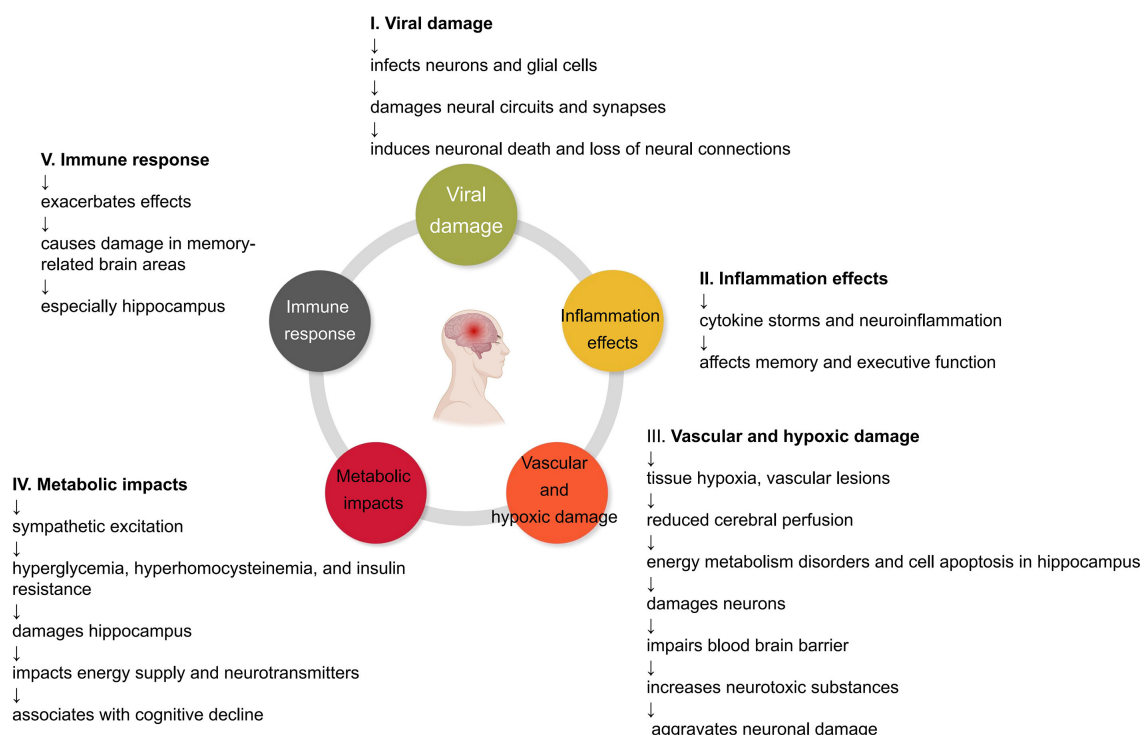 I. Viral damage
↓
infects neurons and glial cells
↓
damages neural circuits and synapses
↓
induces neuronal death and loss of neural connections
V. Immune response
↓
exacerbates effects
↓
causes damage in memory-
related brain areas
↓
especially hippocampus
Viral
damage
Immune
response
Inflammation
effects
II. Inflammation effects
↓
cytokine storms and neuroinflammation
↓
affects memory and executive function
Metabolic
impacts
Vascular
and
hypoxic damage
III. Vascular and hypoxic damage
↓
tissue hypoxia, vascular lesions
↓
reduced cerebral perfusion
↓
energy metabolism disorders and cell apoptosis in hippocampus
↓
damages neurons
↓
impairs blood brain barrier
↓
increases neurotoxic substances
↓
aggravates neuronal damage
IV. Metabolic impacts
↓
sympathetic excitation
↓
hyperglycemia, hyperhomocysteinemia, and insulin
resistance
↓
damages hippocampus
↓
impacts energy supply and neurotransmitters
↓
associates with cognitive decline